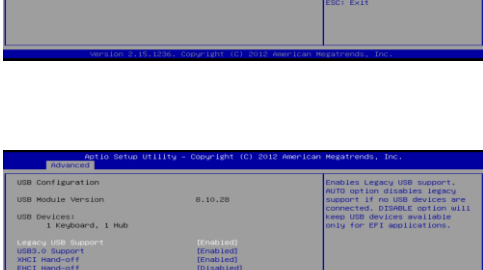 ESC: Exit
Version 2.15.1236. Copyright (C) 2012 American Megatrends, Inc.
Aptio Setup Utility - Copyright (C) 2012 American Megatrends, Inc.
Advanced
USB Configuration
USB Module Version 8.10.28
USB Devices:
1 Keyboard, 1 Hub
Legacy USB Support [Enabled]
USB3.0 Support [Enabled]
XHCI Hand-off [Enabled]
EHCI Hand-off [Disabled]
Enables Legacy USB support.
AUTO option disables legacy
support if no USB devices are
connected. DISABLE option will
keep USB devices available
only for EFI applications.